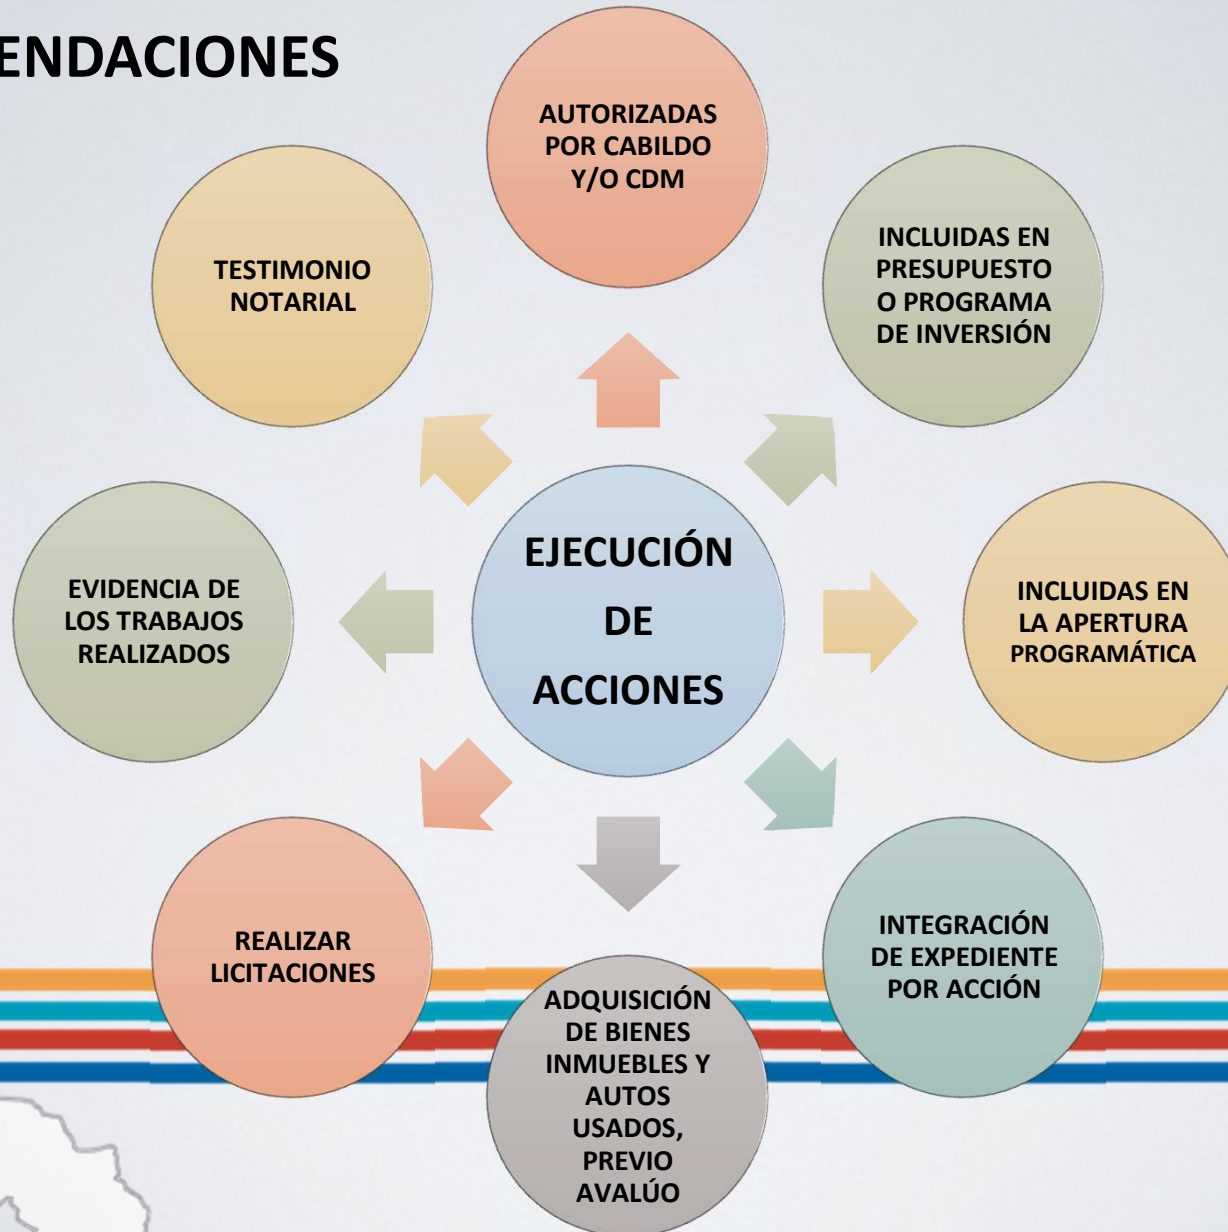 ENDACIONES
AUTORIZADAS
POR CABILDO
Y/O CDM
INCLUIDAS EN
PRESUPUESTO
O PROGRAMA
DE INVERSIÓN
INCLUIDAS EN
LA APERTURA
PROGRAMÁTICA
INTEGRACIÓN
DE EXPEDIENTE
POR ACCIÓN
ADQUISICIÓN
DE BIENES
INMUEBLES Y
AUTOS
USADOS,
PREVIO
AVALÚO
REALIZAR
LICITACIONES
EVIDENCIA DE
LOS TRABAJOS
REALIZADOS
TESTIMONIO
NOTARIAL
EJECUCIÓN
DE
ACCIONES